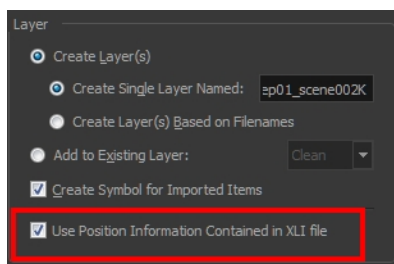 Layer
Create Layer(s)
Create Single Layer Named: ep01_scene002K
Create Layer(s) Based on Filenames
Add to Existing Layer: Clean
Create Symbol for Imported Items
Use Position Information Contained in XLI file